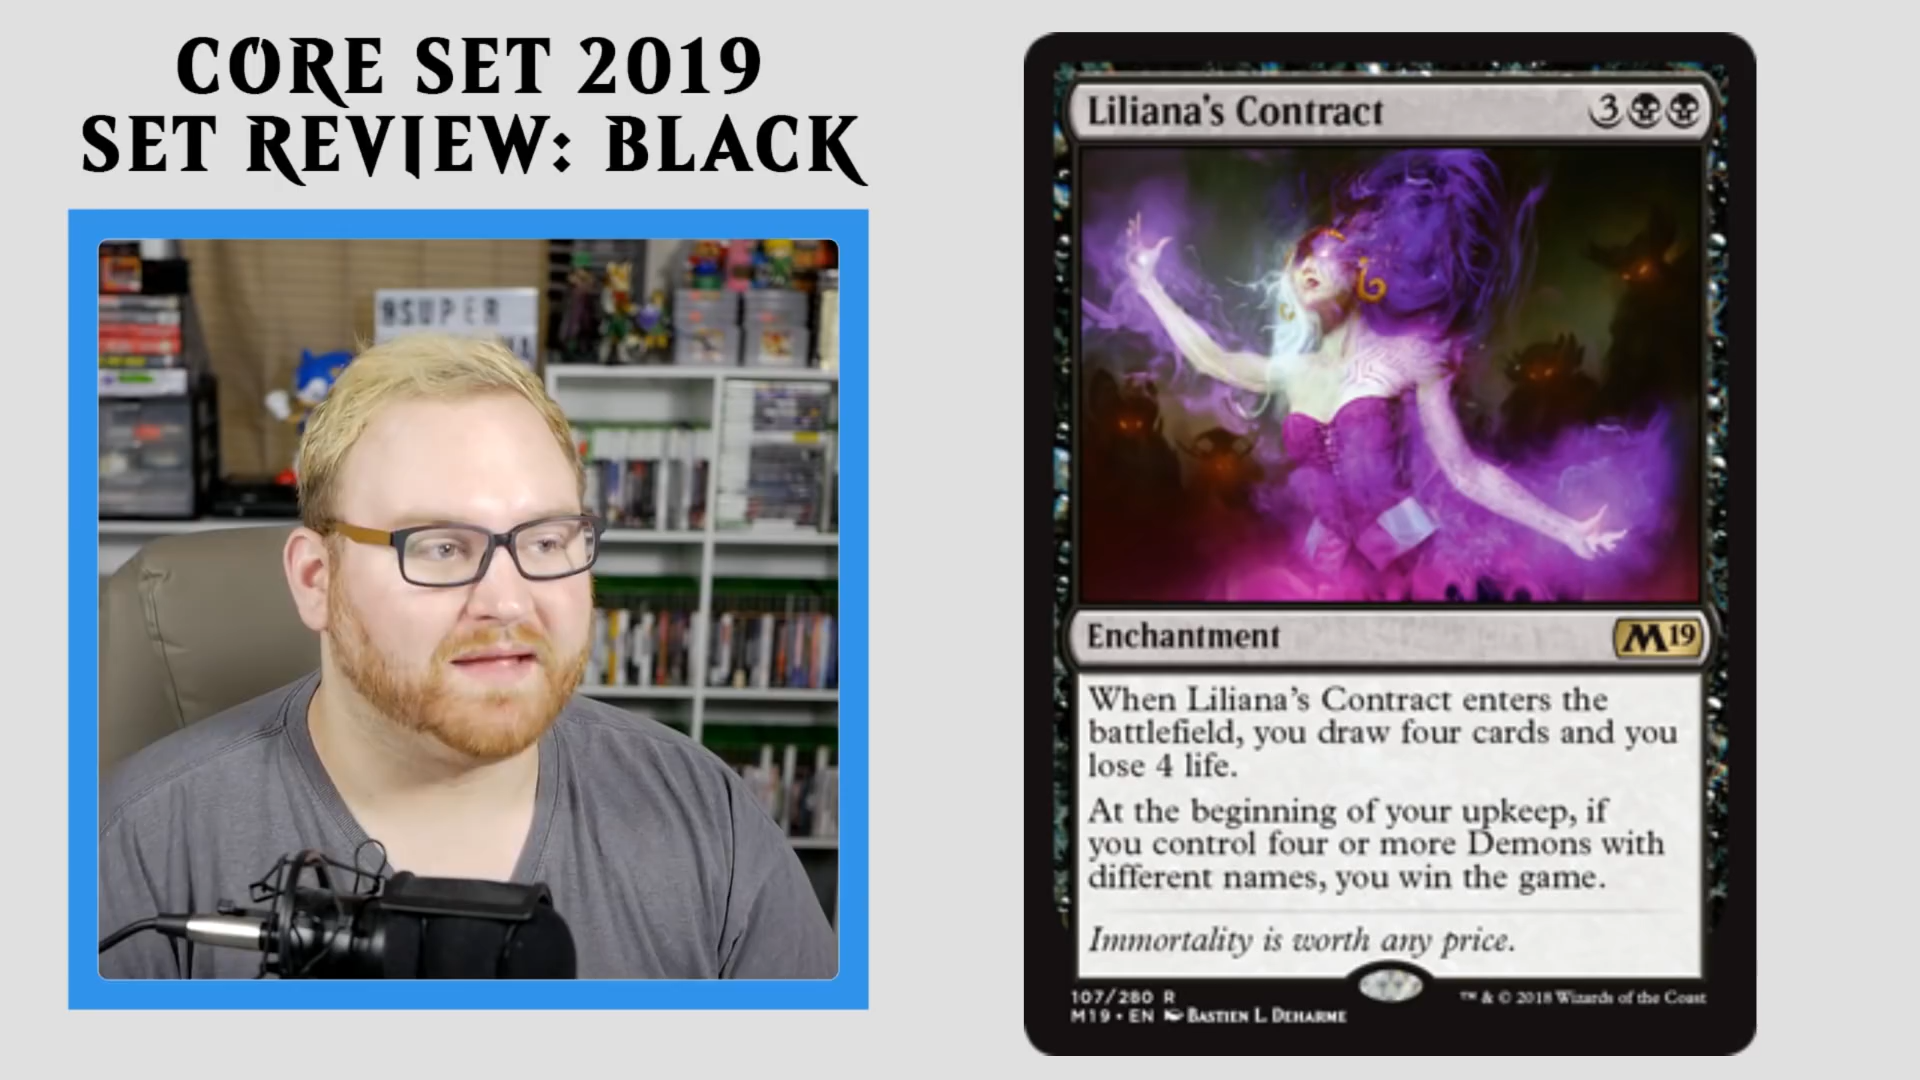 CORE SET 2019
SET REVIEW: BLACK
SUPER
Liliana's Contract 3
Enchantment M19
When Liliana's Contract enters the
battlefield, you draw four cards and you
lose 4 life.
At the beginning of your upkeep, if
you control four or more Demons with
different names, you win the game.
Immortality is worth any price.
107/280 R
M19 • EN BASTIEN L. DEHARME
™ & © 2018 Wizards of the Coast